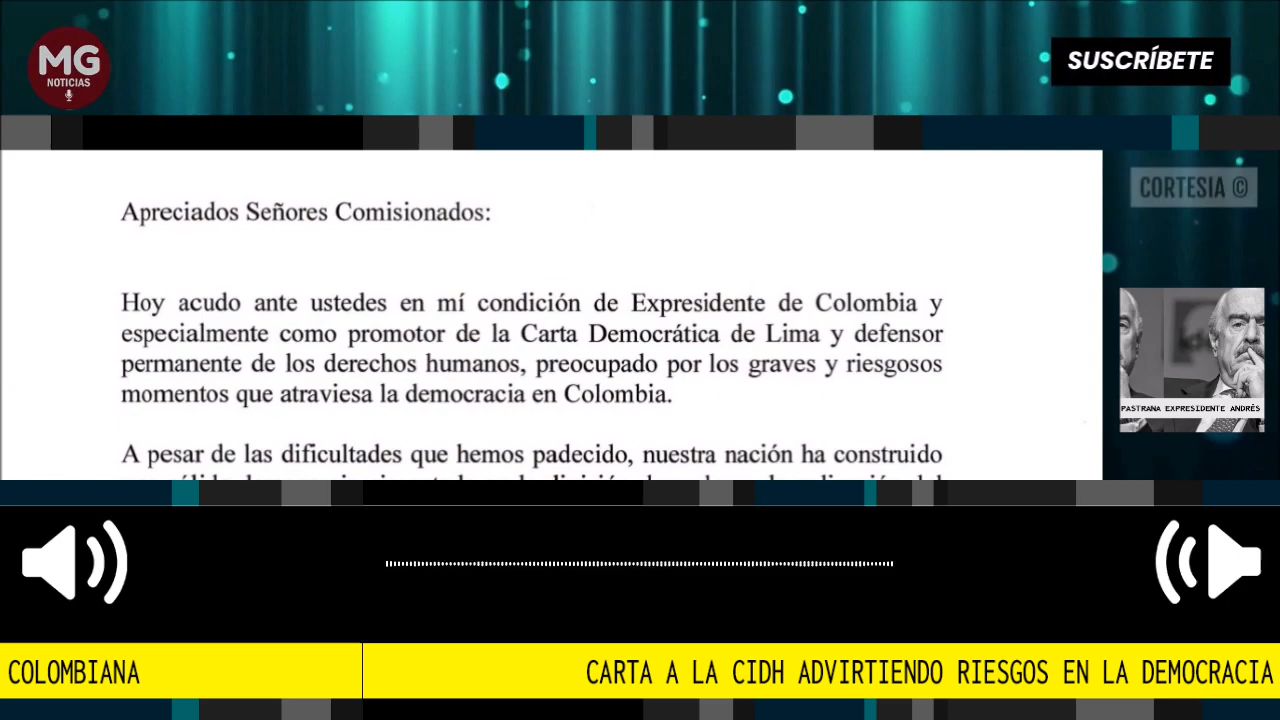 MG
NOTICIAS
SUSCRÍBETE
CORTESIA ©
Apreciados Señores Comisionados:
Hoy acudo ante ustedes en mí condición de Expresidente de Colombia y
especialmente como promotor de la Carta Democrática de Lima y defensor
permanente de los derechos humanos, preocupado por los graves y riesgosos
momentos que atraviesa la democracia en Colombia.
A pesar de las dificultades que hemos padecido, nuestra nación ha construido
PASTRANA EXPRESIDENTE ANDRÉS
COLOMBIANA
CARTA A LA CIDH ADVIRTIENDO RIESGOS EN LA DEMOCRACIA